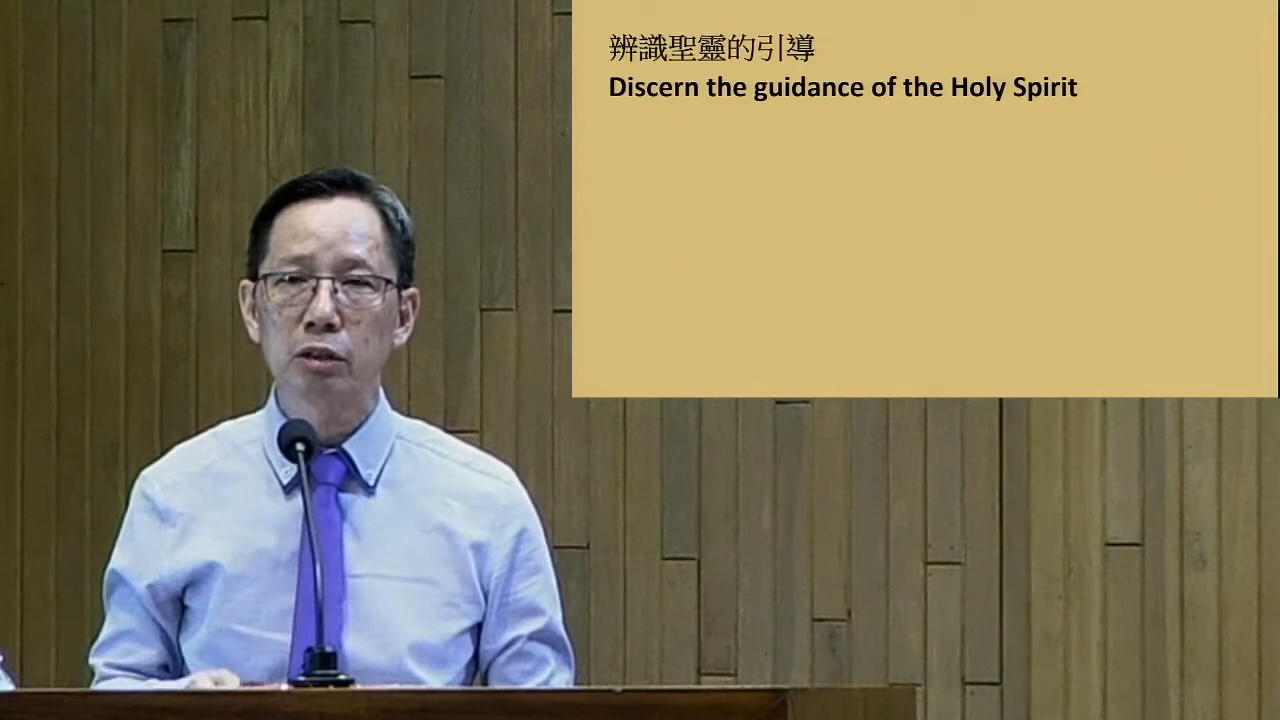 辨識聖靈的引導
Discern the guidance of the Holy Spirit